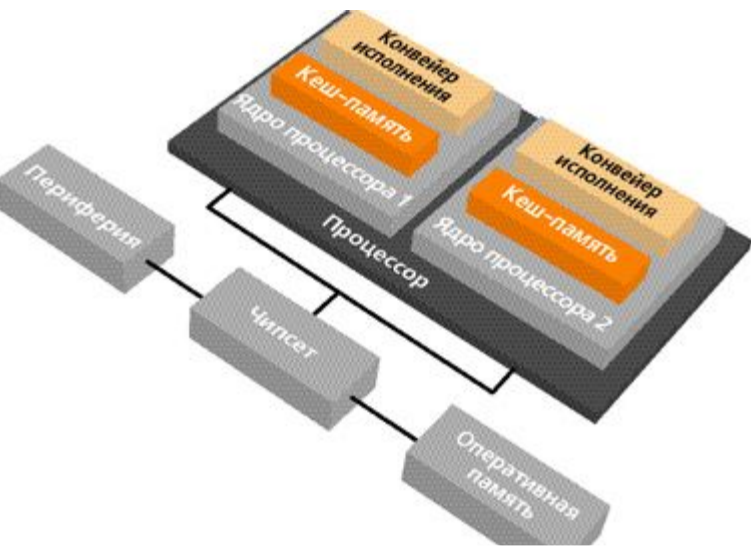 Конвейер
исполнения
Кеш-память
Ядро процессора 1
Конвейер
исполнения
Кеш-память
Ядро процессора 2
Процессор
Периферия
Чипсет
Оперативная
память